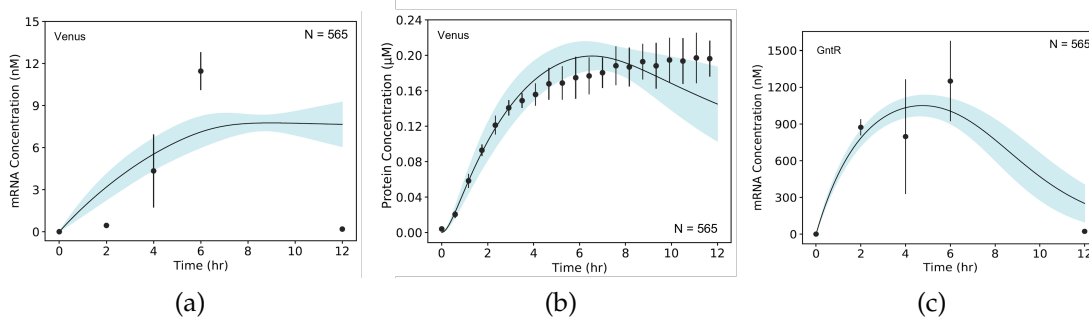 (a)
15
12
9
6
3
0
mRNA Concentration (nM)
Venus
N = 565
0 2 4 6 8 10 12
Time (hr)
(a)
(b)
0.24
0.20
0.16
0.12
0.08
0.04
0.00
Protein Concentration (μM)
Venus
N = 565
0 2 4 6 8 10 12
Time (hr)
(b)
(c)
1500
1200
900
600
300
0
mRNA Concentration (nM)
GntR
N = 565
0 2 4 6 8 10 12
Time (hr)
(c)